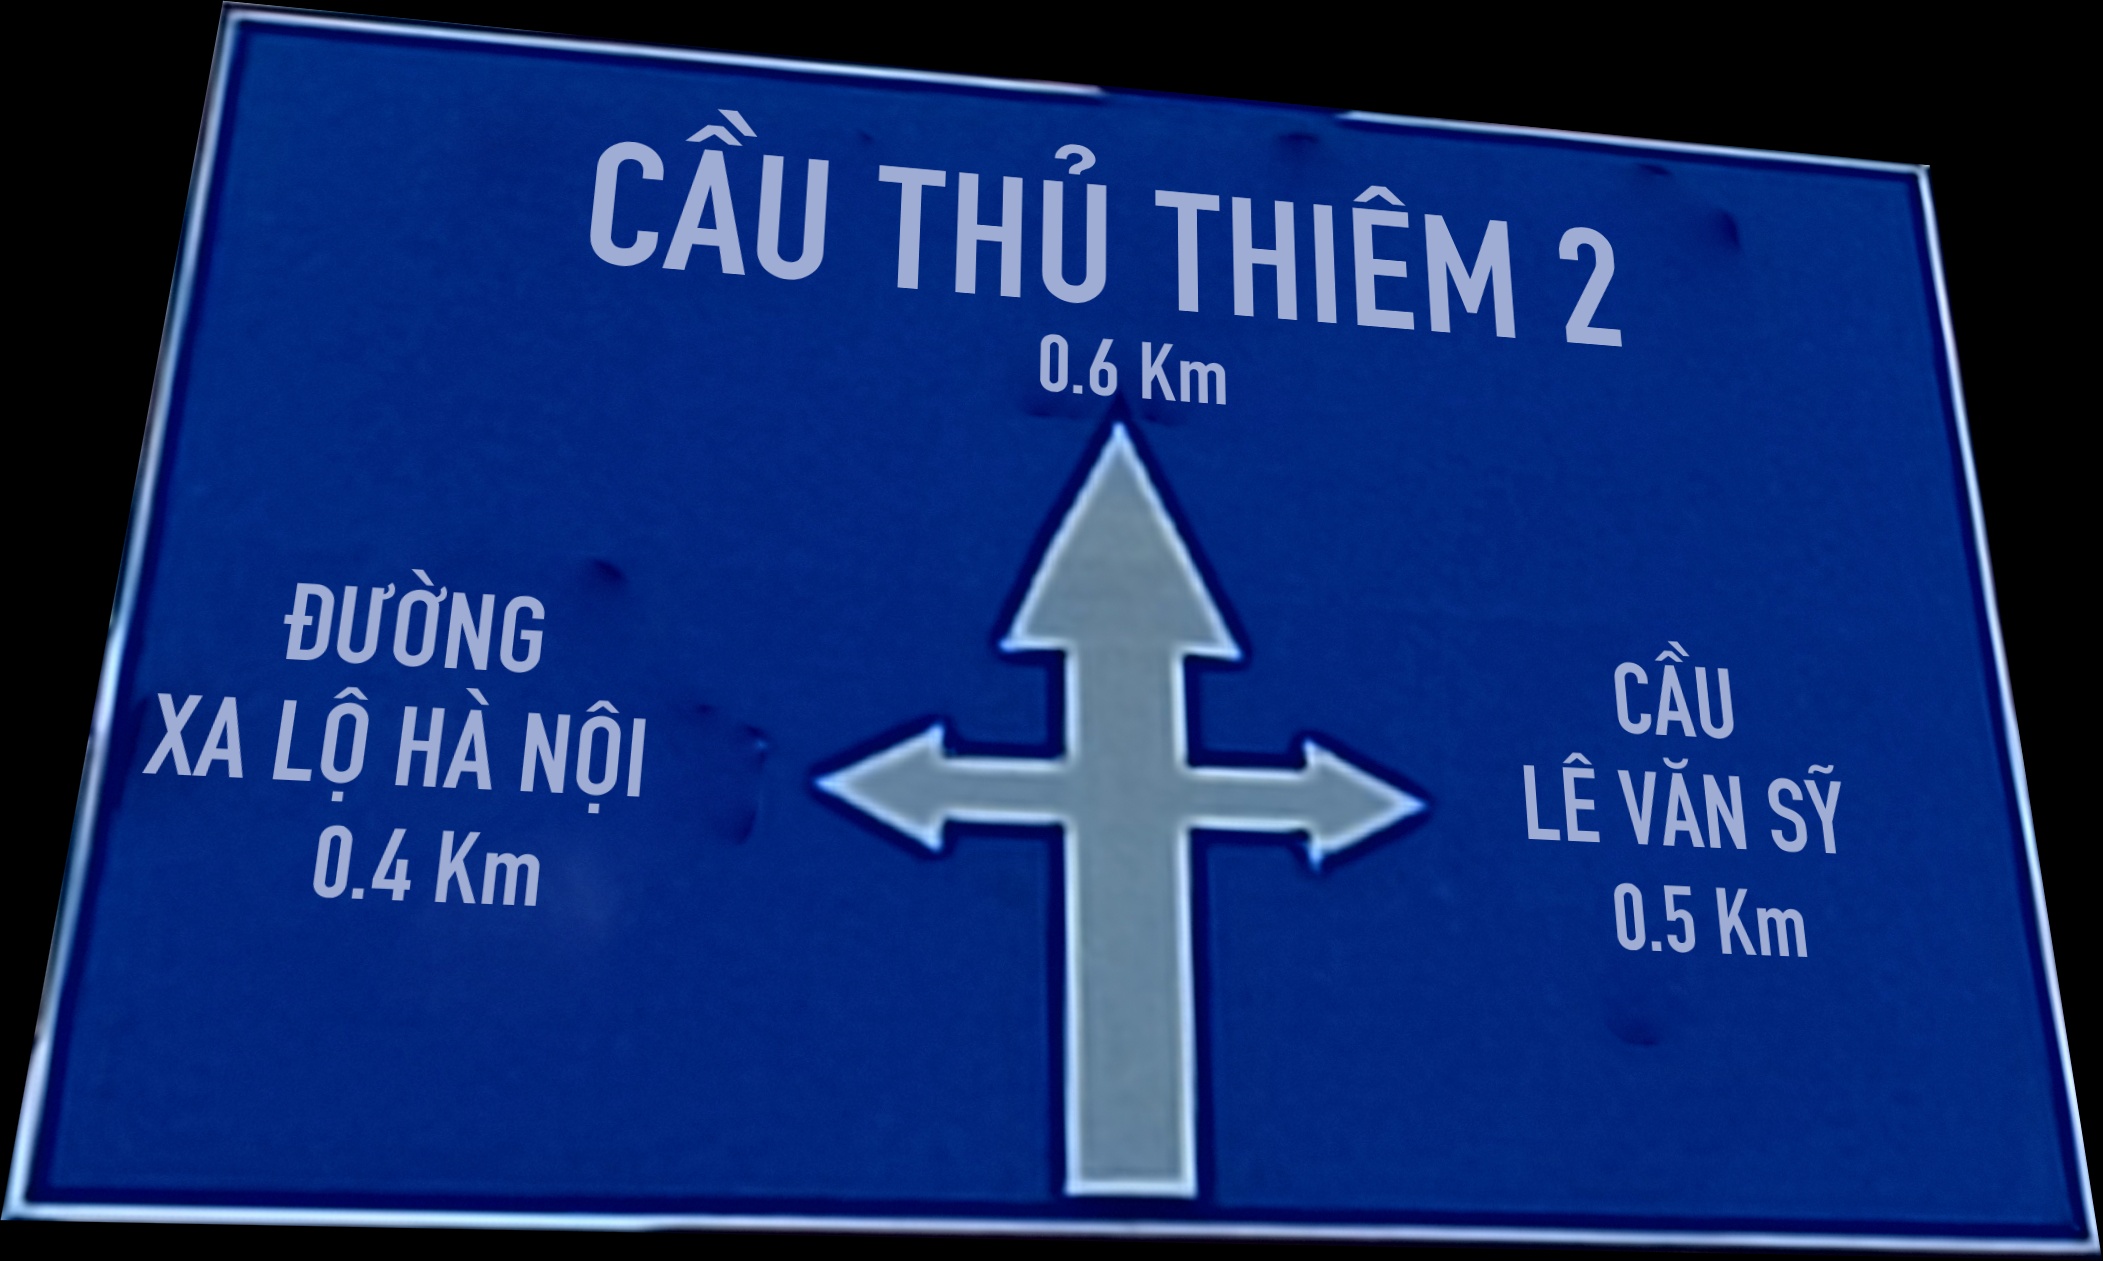 CẦU THỦ THIÊM 2
0.6 Km
ĐƯỜNG
XA LỘ HÀ NỘI
0.4 Km
CẦU
LÊ VĂN SỸ
0.5 Km